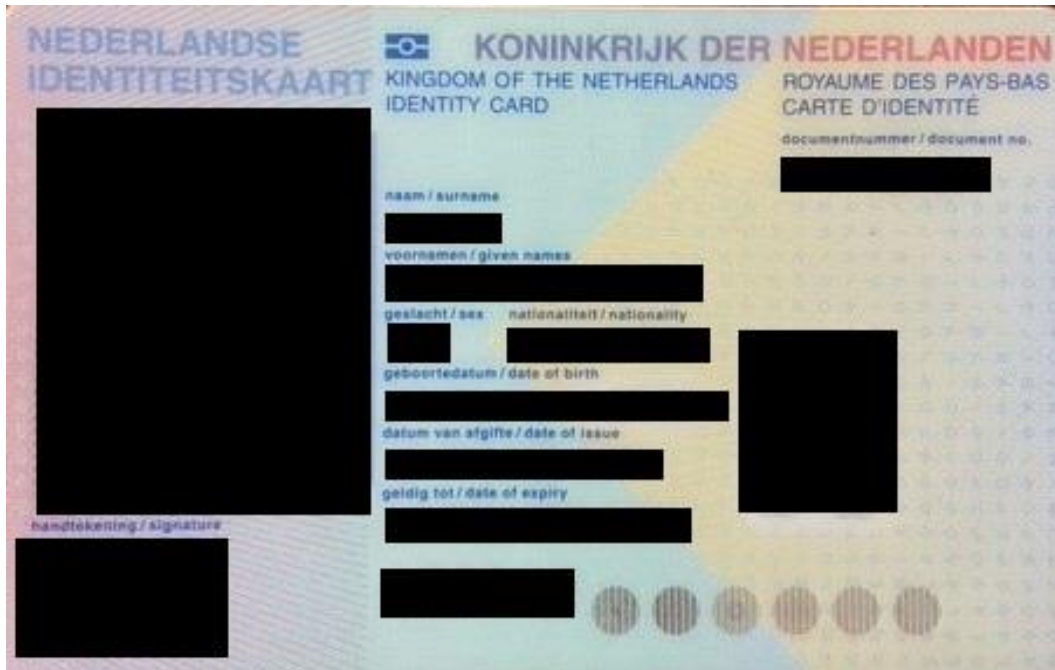 NEDERLANDSE
IDENTITEITSKAART
KONINKRIJK DER NEDERLANDEN
KINGDOM OF THE NETHERLANDS
IDENTITY CARD
ROYAUME DES PAYS-BAS
CARTE D'IDENTITÉ
documentnummer / document no.
naam / surname
voornamen / given names
geslacht / sex
nationaliteit / nationality
geboortedatum / date of birth
datum van afgifte / date of issue
geldig tot / date of expiry
handtekening / signature